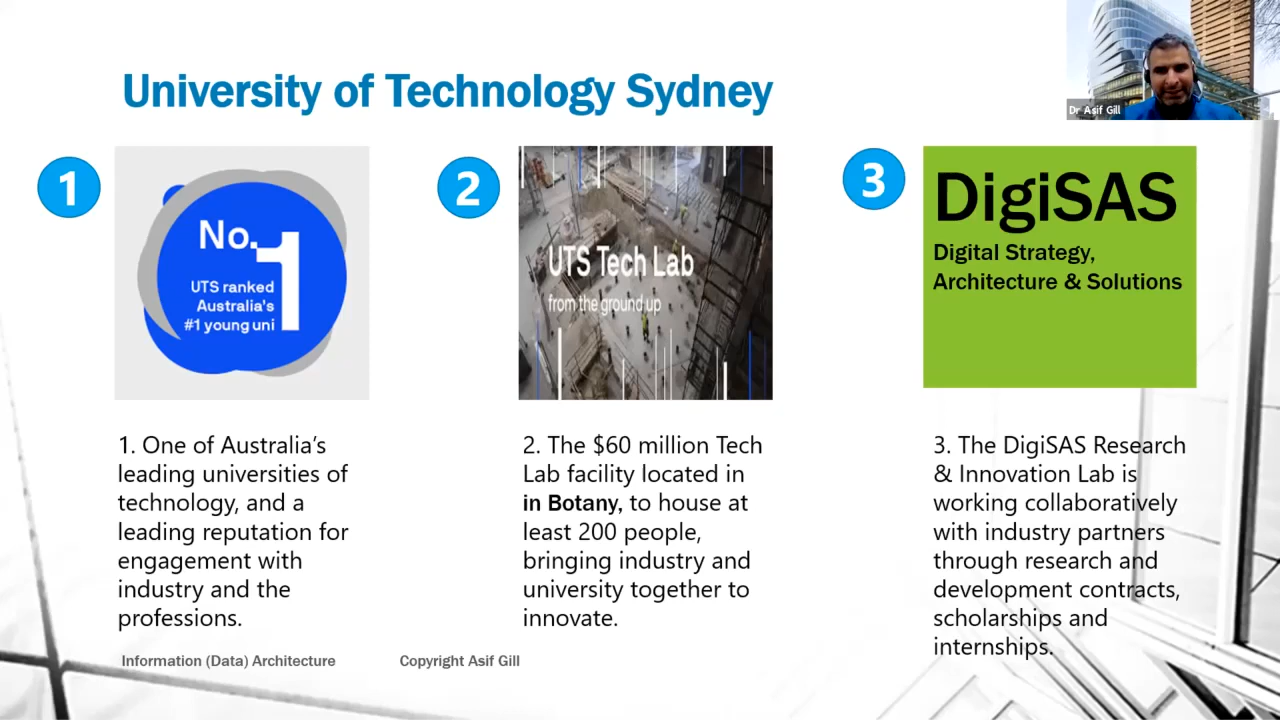 University of Technology Sydney
Dr Asif Gill
1
No.1
UTS ranked
Australia's
#1 young uni
2
UTS Tech Lab
from the ground up
3
DigiSAS
Digital Strategy,
Architecture & Solutions
1. One of Australia's
leading universities of
technology, and a
leading reputation for
engagement with
industry and the
professions.
2. The $60 million Tech
Lab facility located in
in Botany, to house at
least 200 people,
bringing industry and
university together to
innovate.
3. The DigiSAS Research
& Innovation Lab is
working collaboratively
with industry partners
through research and
development contracts,
scholarships and
internships.
Information (Data) Architecture
Copyright Asif Gill